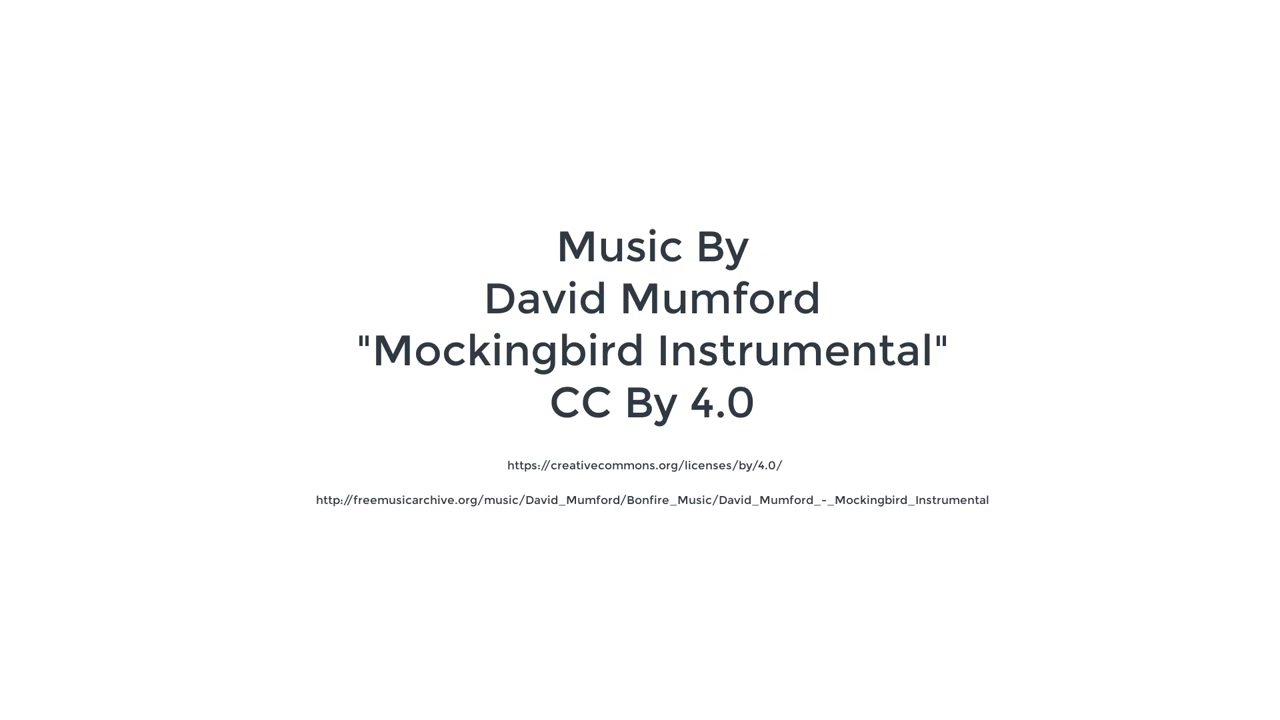 Music By
David Mumford
"Mockingbird Instrumental"
CC By 4.0
https://creativecommons.org/licenses/by/4.0/
http://freemusicarchive.org/music/David_Mumford/Bonfire_Music/David_Mumford_-_Mockingbird_Instrumental